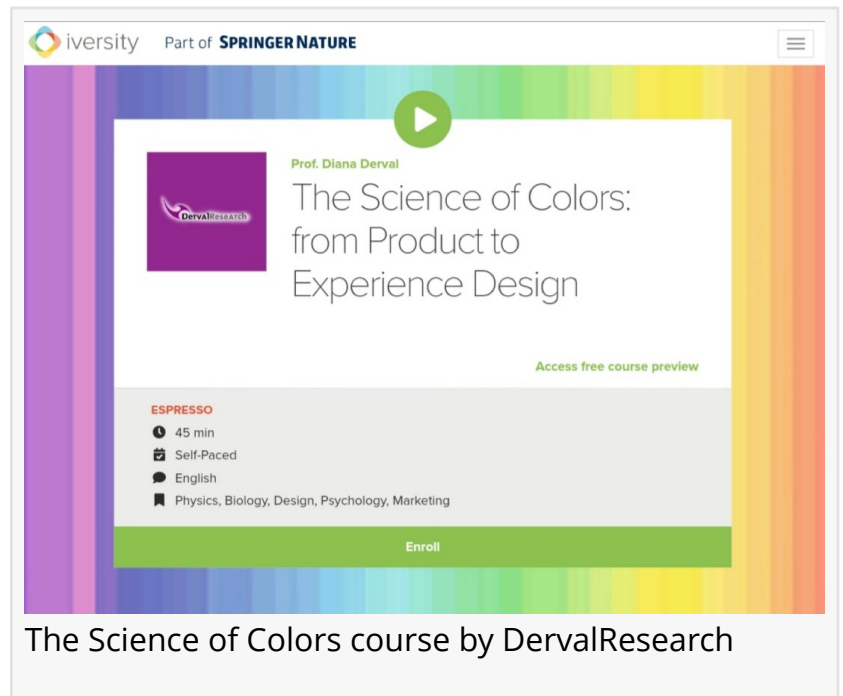 iversity Part of SPRINGER NATURE
Prof. Diana Derval
DervalResearch
The Science of Colors:
from Product to
Experience Design
Access free course preview
ESPRESSO
45 min
Self-Paced
English
Physics, Biology, Design, Psychology, Marketing
Enroll
The Science of Colors course by DervalResearch